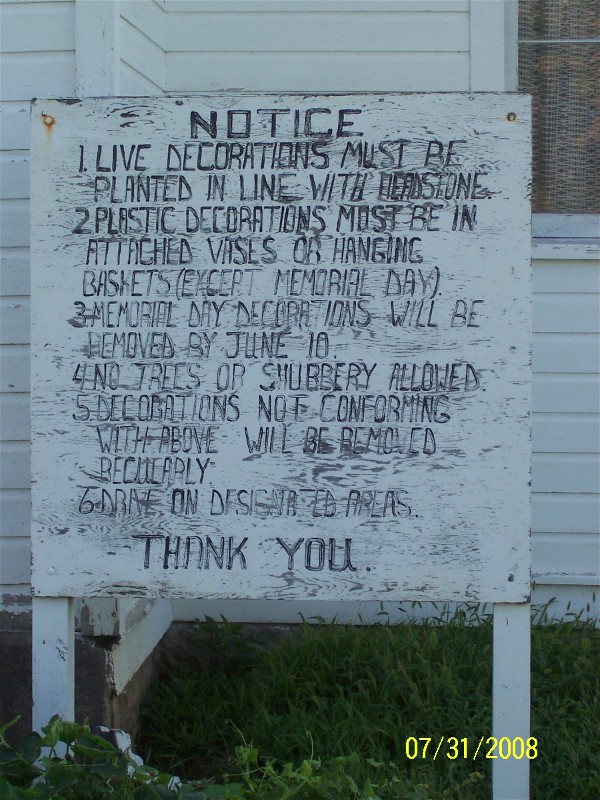 NOTICE
1. LIVE DECORATIONS MUST BE
PLANTED IN LINE WITH HEADSTONE.
2. PLASTIC DECORATIONS MOST BE IN
ATTACHED VASES OR HANGING
BASKETS (EXCEPT MEMORIAL DAY).
3. MEMORIAL DAY DECORATIONS WILL BE
REMOVED BY JUNE 10.
4. NO TREES OR SHUBBERY ALLOWED.
5. DECORATIONS NOT CONFORMING
WITH ABOVE WILL BE REMOVED
REGULARLY
6. DRIVE ON DESIGNATED AREAS.
THANK YOU.
07/31/2008